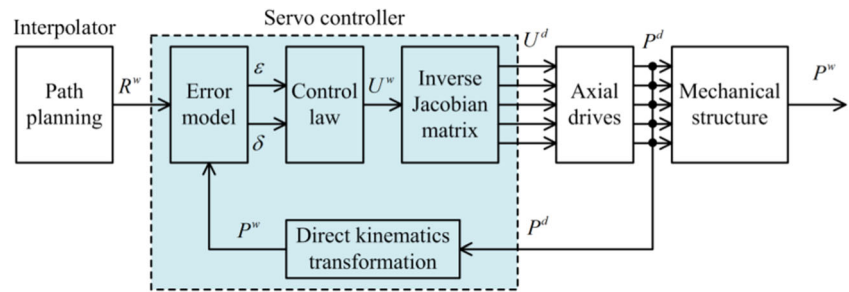 Servo controller
Interpolator
Path
planning
R^w
Error
model
ε
δ
Control
law
U^w
Inverse
Jacobian
matrix
U^d
Axial
drives
P^d
Mechanical
structure
P^w
P^w
Direct kinematics
transformation
P^d